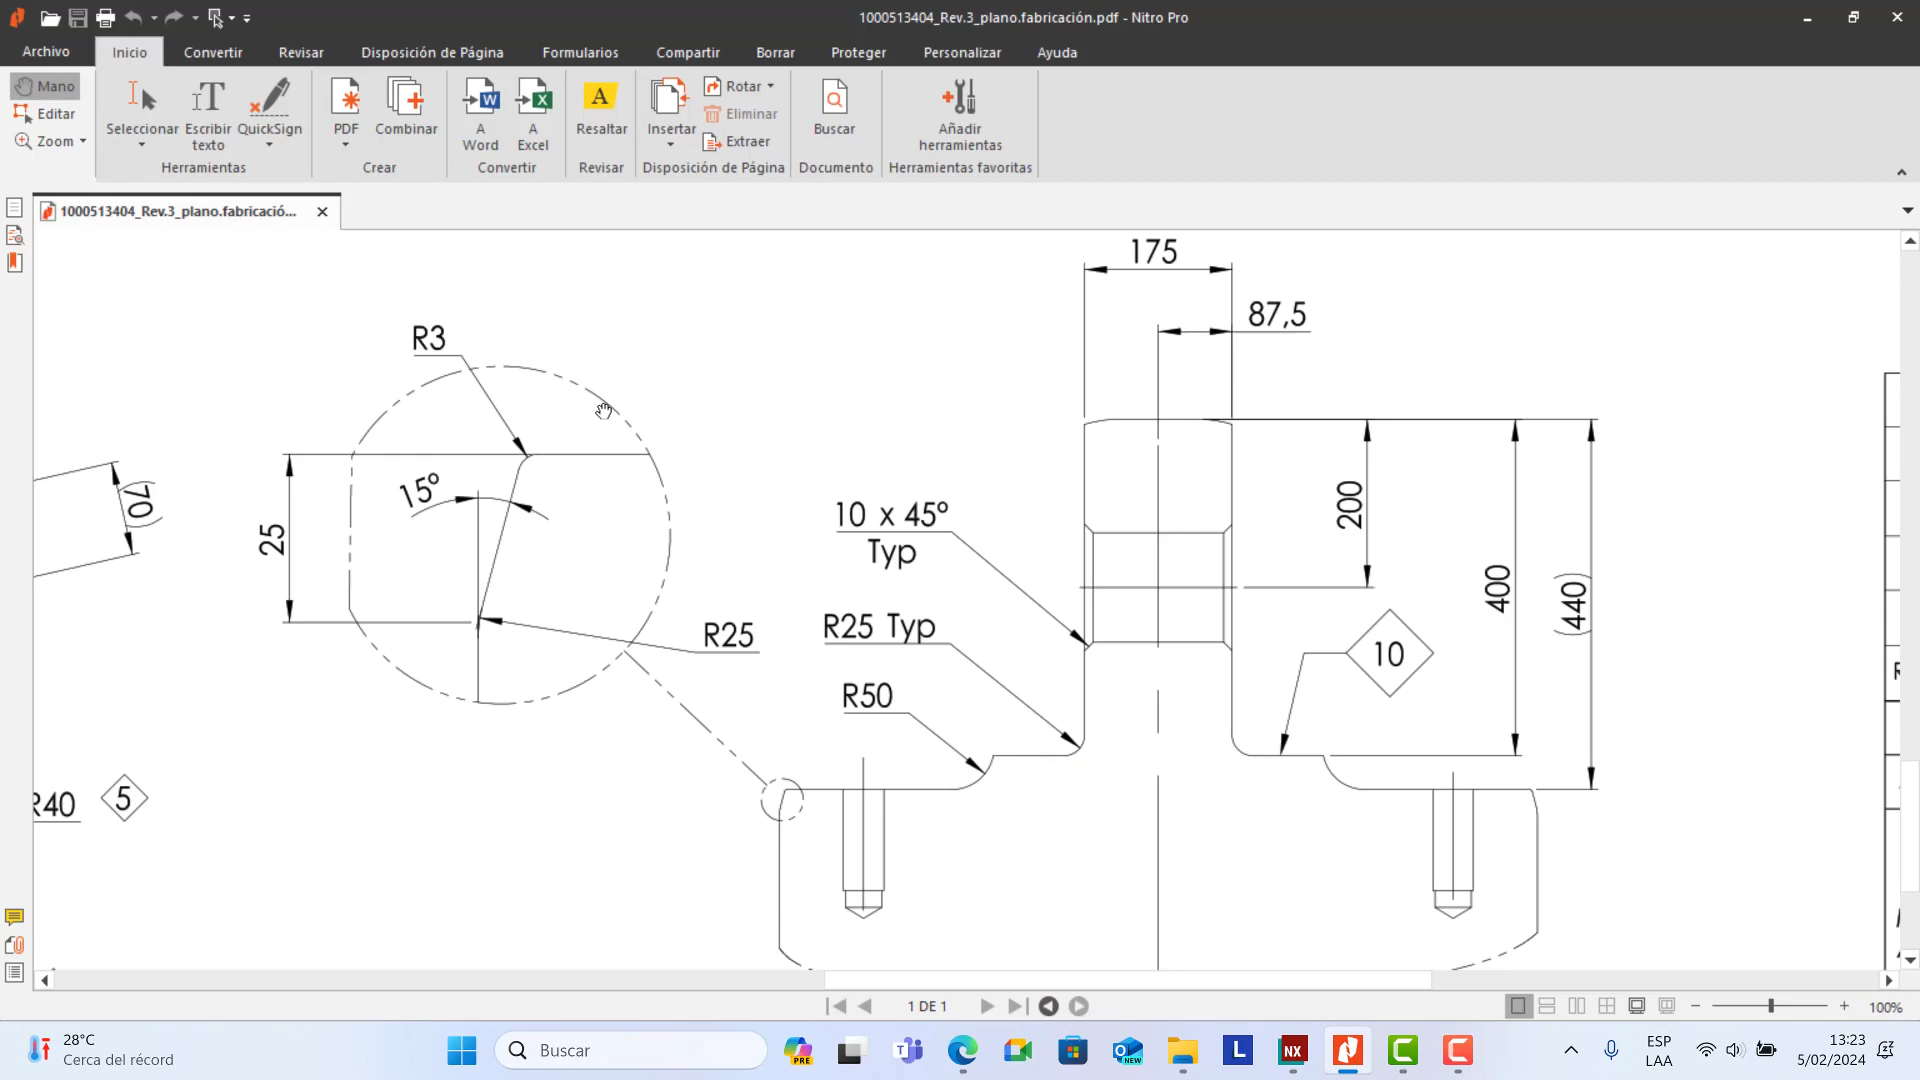 1000513404_Rev.3_plano.fabricación.pdf - Nitro Pro
Archivo Inicio Convertir Revisar Disposición de Página Formularios Compartir Borrar Proteger Personalizar Ayuda
Mano
Editar
Zoom
Seleccionar
Escribir
texto
QuickSign
Herramientas
PDF
Combinar
Crear
A
Word
A
Excel
Convertir
Resaltar
Revisar
Insertar
Rotar
Eliminar
Extraer
Disposición de Página
Buscar
Documento
Añadir
herramientas
Herramientas favoritas
1000513404_Rev.3_plano.fabricació...
175
87,5
R3
15°
25
(70)
R25
10 x 45°
Typ
R25 Typ
R50
200
400
(440)
10
R40
5
1 DE 1
100%
28°C
Cerca del récord
Buscar
PRE
NEW
L
NX
ESP
LAA
13:23
5/02/2024